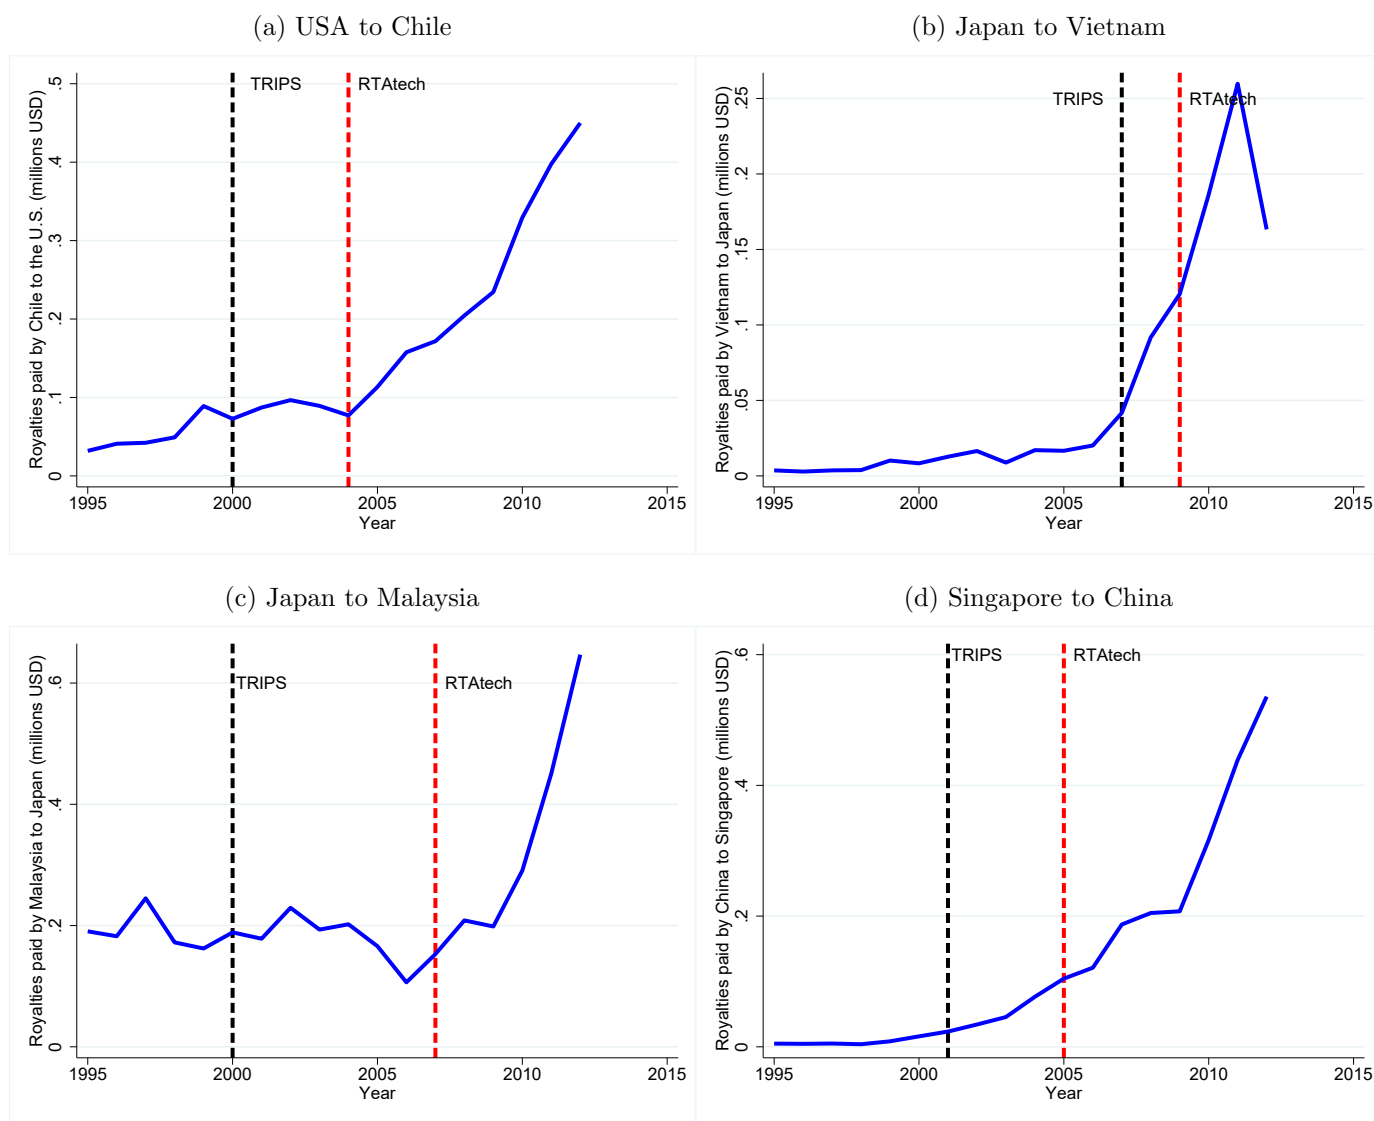 (a) USA to Chile
Royalties paid by Chile to the U.S. (millions USD)
.5
.4
.3
.2
.1
0
TRIPS
RTAtech
1995
2000
2005
2010
2015
Year
(b) Japan to Vietnam
Royalties paid by Vietnam to Japan (millions USD)
.25
.2
.15
.1
.05
0
TRIPS
RTAtech
1995
2000
2005
2010
2015
Year
(c) Japan to Malaysia
Royalties paid by Malaysia to Japan (millions USD)
.6
.4
.2
0
TRIPS
RTAtech
1995
2000
2005
2010
2015
Year
(d) Singapore to China
Royalties paid by China to Singapore (millions USD)
.6
.4
.2
0
TRIPS
RTAtech
1995
2000
2005
2010
2015
Year